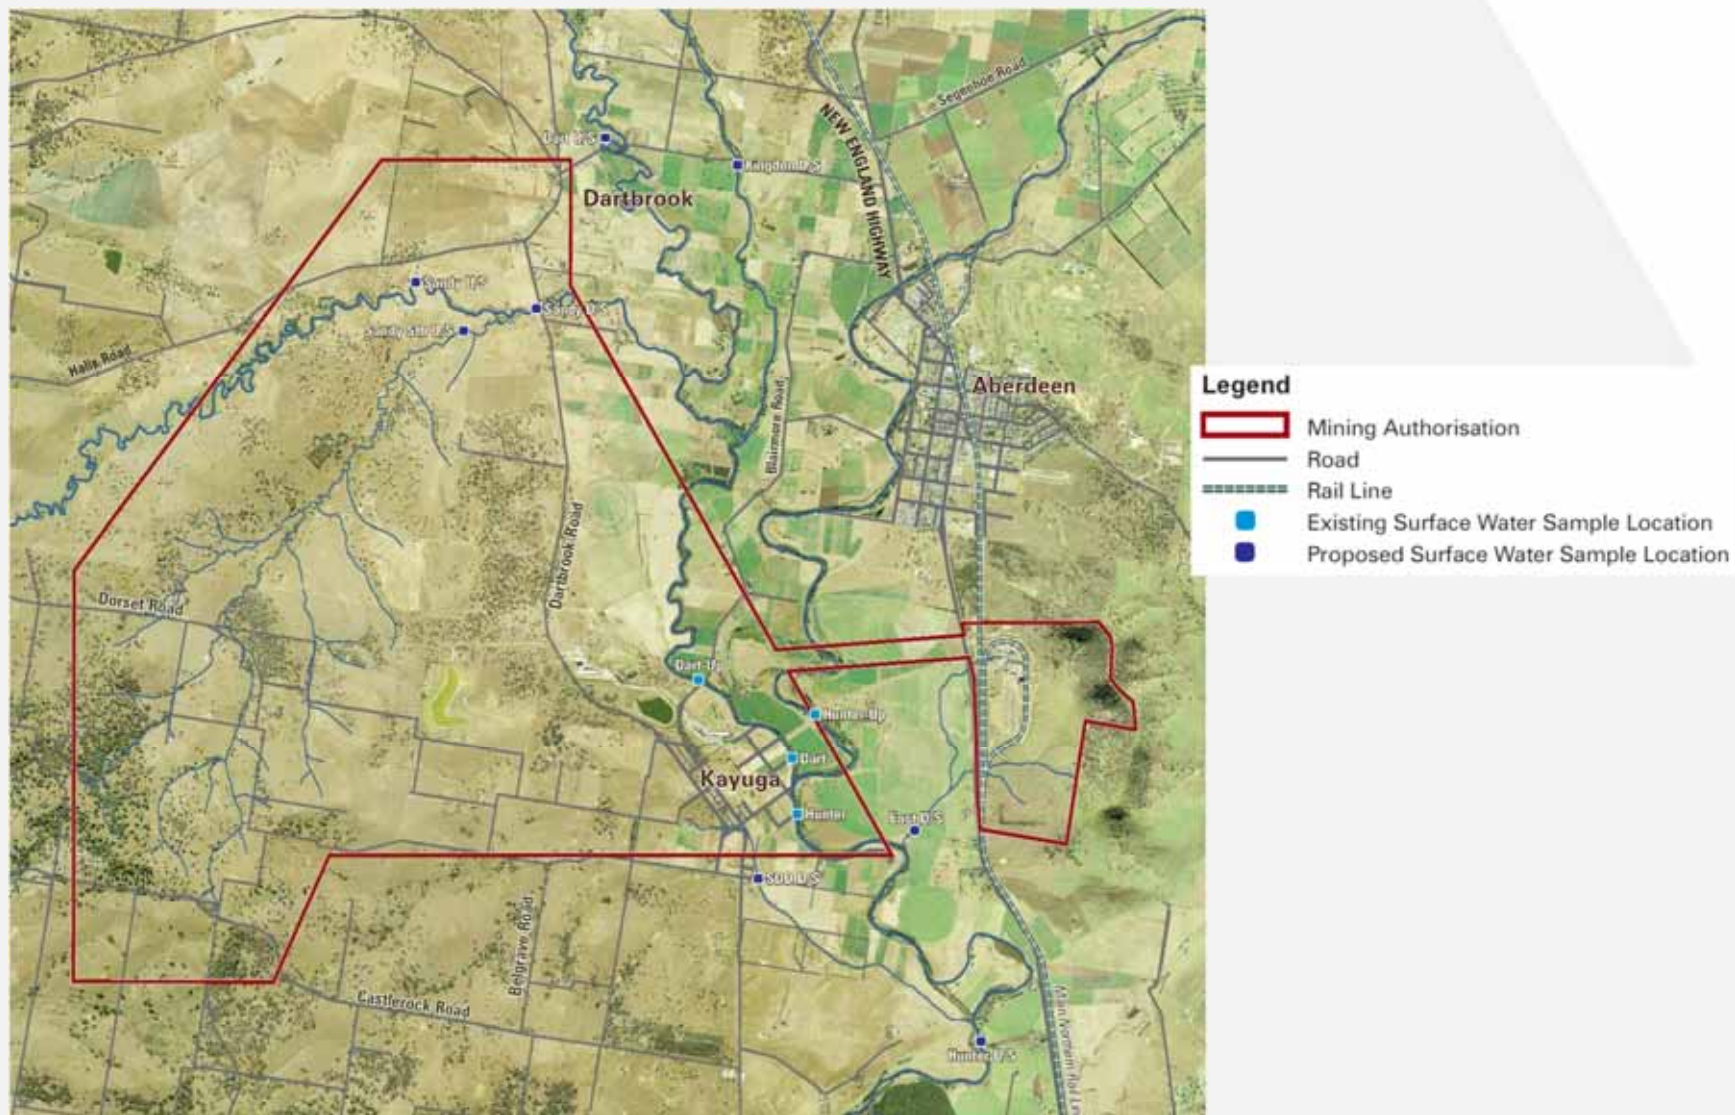 Segenhoe Road
NEW ENGLAND HIGHWAY
Dart U/S
Kingdon D/S
Dartbrook
Sandy U/S
Sandy D/S
Halls Road
Aberdeen
Blairmore Road
Dartbrook Road
Dorset Road
Dart Up
Hunter Up
Dart
Kayuga
Hunter
East D/S
Belgrave Road
Castlerock Road
Hunter D/S
Legend
Mining Authorisation
Road
Rail Line
Existing Surface Water Sample Location
Proposed Surface Water Sample Location